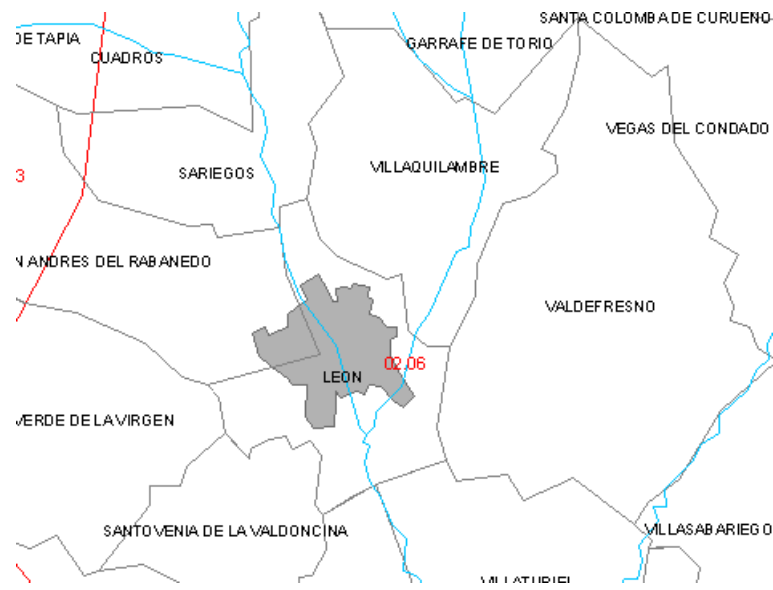 SANTA COLOMBA DE CURUENO
DE TAPIA
GARRAFE DE TORIO
CUADROS
VEGAS DEL CONDADO
VILLAQUILAMBRE
3
SARIEGOS
N ANDRES DEL RABANEDO
VALDEFRESNO
02.06
LEON
VERDE DE LA VIRGEN
SANTOVENIA DE LA VALDONCINA
VILLASABARIEGO
VILLATURIEL